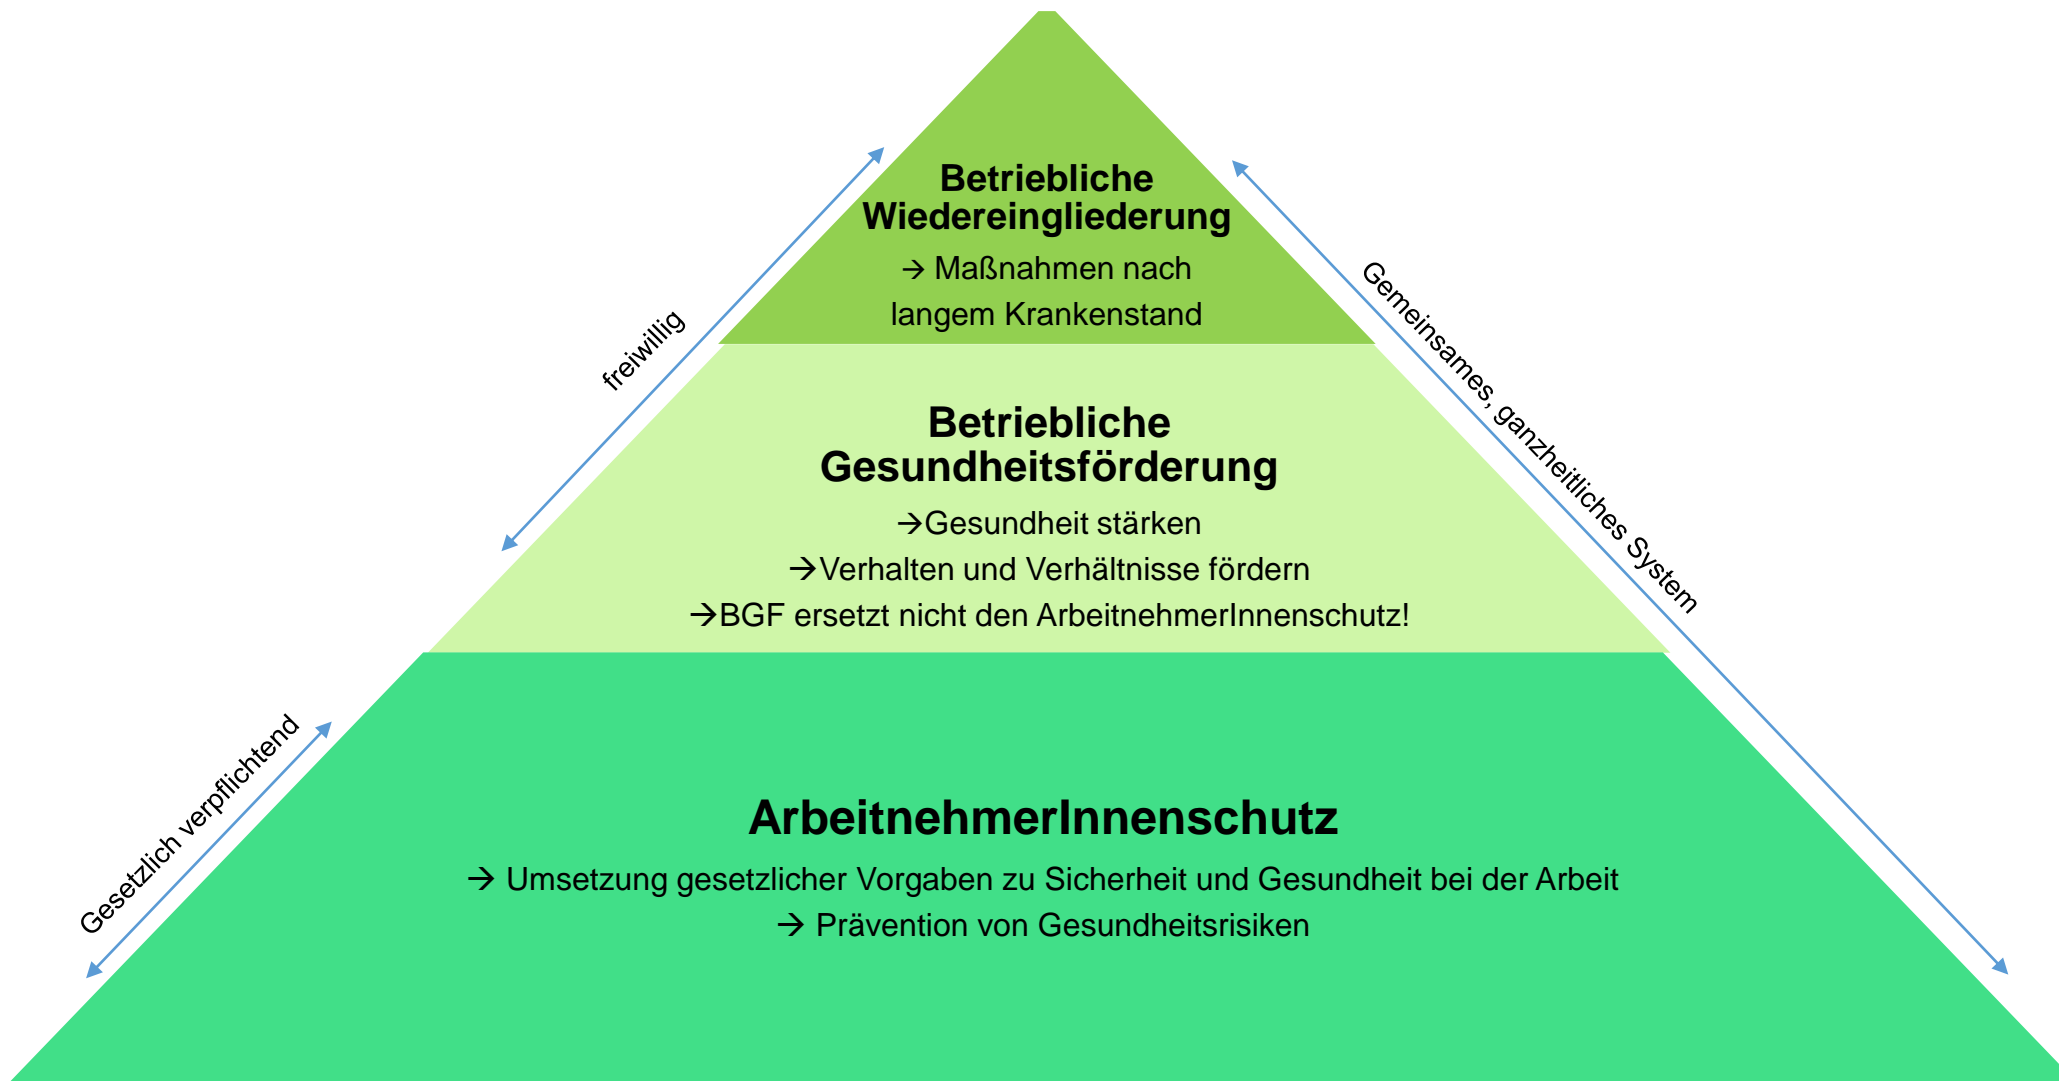 Betriebliche
Wiedereingliederung
→ Maßnahmen nach
langem Krankenstand
freiwillig
Gemeinsames, ganzheitliches System
Betriebliche
Gesundheitsförderung
→Gesundheit stärken
→Verhalten und Verhältnisse fördern
→BGF ersetzt nicht den ArbeitnehmerInnenschutz!
Gesetzlich verpflichtend
ArbeitnehmerInnenschutz
→ Umsetzung gesetzlicher Vorgaben zu Sicherheit und Gesundheit bei der Arbeit
→ Prävention von Gesundheitsrisiken